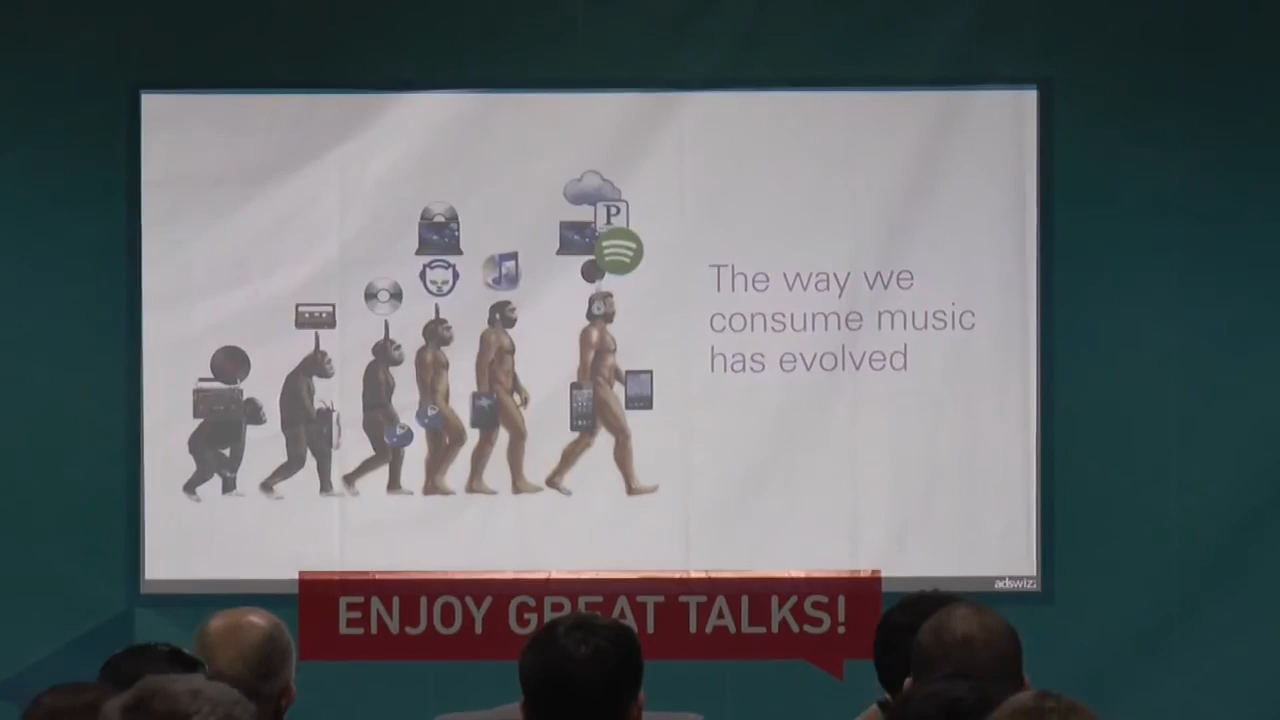 P
The way we
consume music
has evolved
adswizz
ENJOY GREAT TALKS!